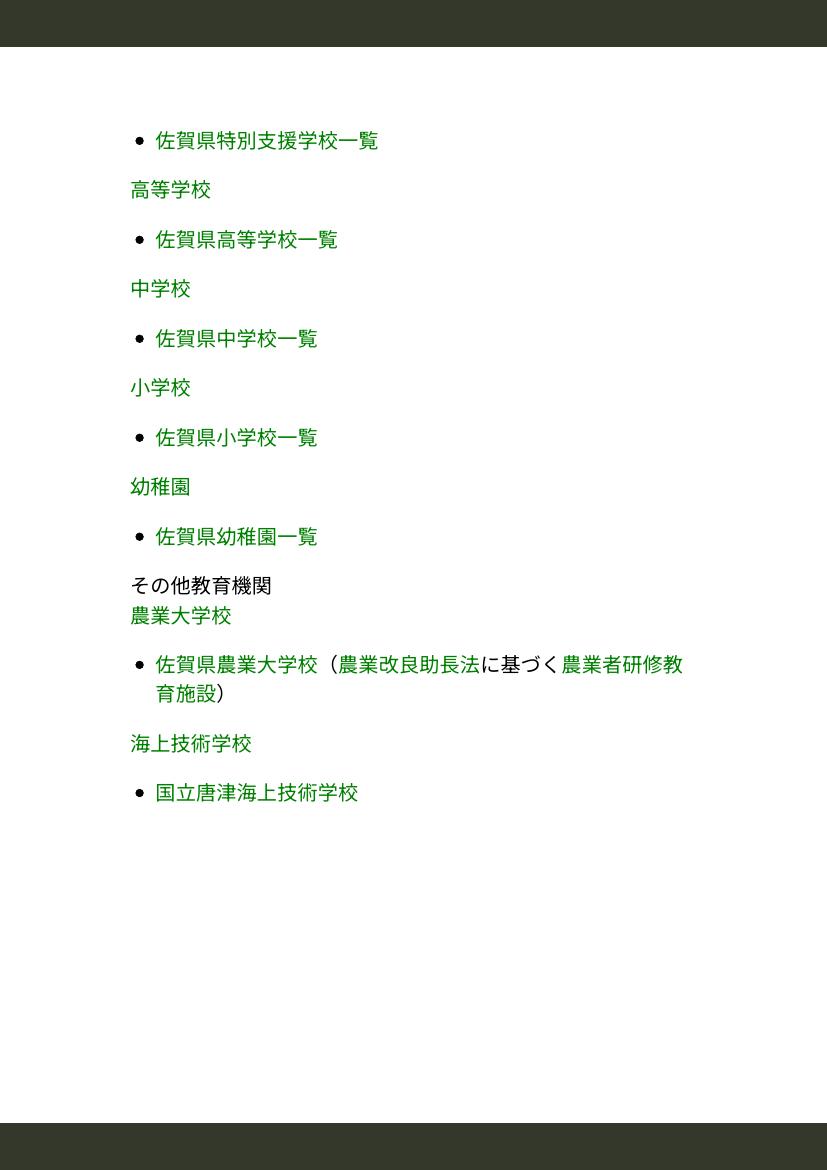 • 佐賀県特別支援学校一覧
高等学校
• 佐賀県高等学校一覧
中学校
• 佐賀県中学校一覧
小学校
• 佐賀県小学校一覧
幼稚園
• 佐賀県幼稚園一覧
その他教育機関
農業大学校
• 佐賀県農業大学校（農業改良助長法に基づく農業者研修教
育施設）
海上技術学校
• 国立唐津海上技術学校